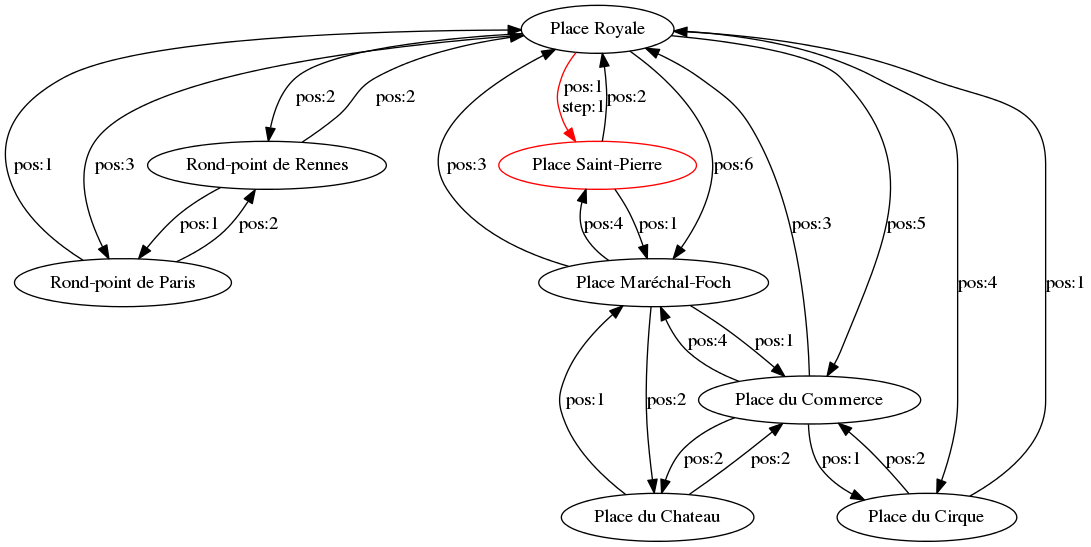 Place Royale
pos:1
pos:2
pos:2
step:1
pos:2
Rond-point de Rennes
Place Saint-Pierre
pos:1
pos:3
pos:3
pos:6
pos:1
pos:2
pos:4
pos:1
pos:3
pos:5
Rond-point de Paris
Place Maréchal-Foch
pos:4
pos:1
pos:4
pos:1
pos:1
pos:2
Place du Commerce
pos:2
pos:2
pos:1
pos:2
Place du Chateau
Place du Cirque